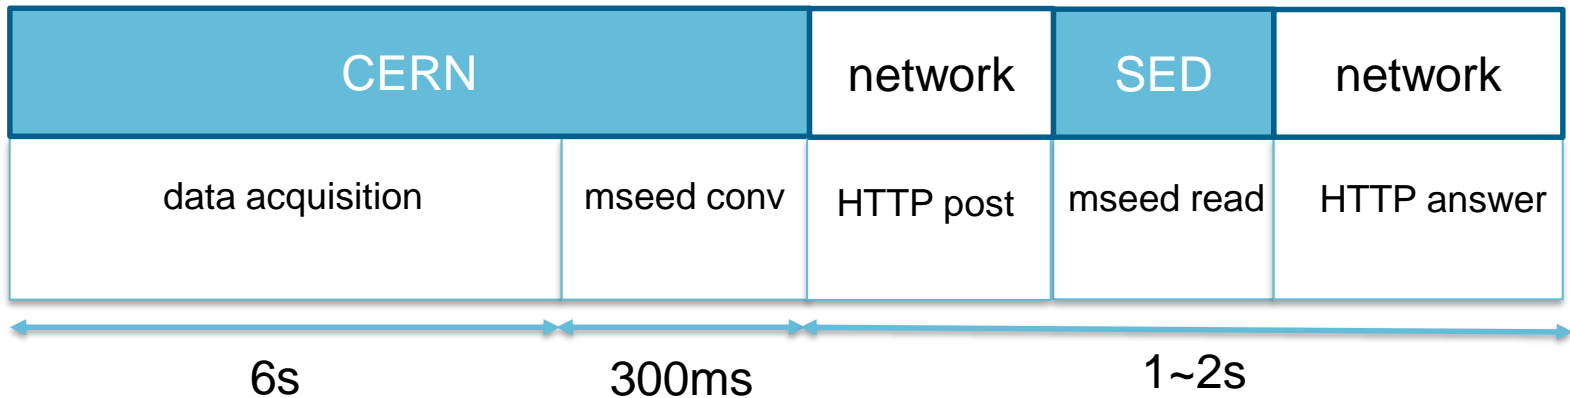 CERN network SED network
data acquisition mseed conv HTTP post mseed read HTTP answer
6s 300ms 1~2s